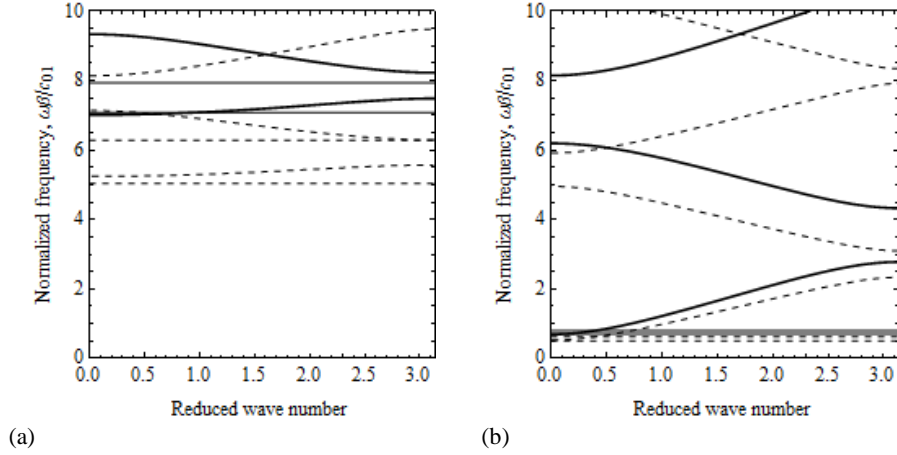 10
8
6
4
2
0
Normalized frequency, ωβ/c01
0.0 0.5 1.0 1.5 2.0 2.5 3.0
Reduced wave number
(a)
10
8
6
4
2
0
Normalized frequency, ωβ/c01
0.0 0.5 1.0 1.5 2.0 2.5 3.0
Reduced wave number
(b)